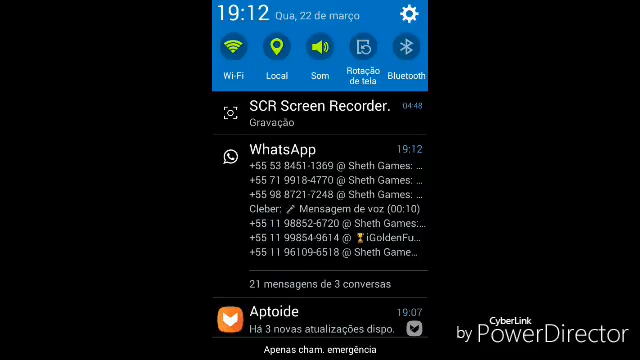 19:12 Qua, 22 de março
Wi-Fi Local Som Rotação de tela Bluetooth
SCR Screen Recorder. 04:48
Gravação
WhatsApp 19:12
+55 53 8451-1369 @ Sheth Games: ...
+55 71 9918-4770 @ Sheth Games: ...
+55 98 8721-7248 @ Sheth Games: ...
Cleber: 🎤 Mensagem de voz (00:10)
+55 11 98852-6720 @ Sheth Games:...
+55 11 99854-9614 @ 🏆iGoldenFu...
+55 11 96109-6518 @ Sheth Game...
21 mensagens de 3 conversas
Aptoide 19:07
Há 3 novas atualizações dispo.
Apenas cham. emergência
CyberLink
by PowerDirector